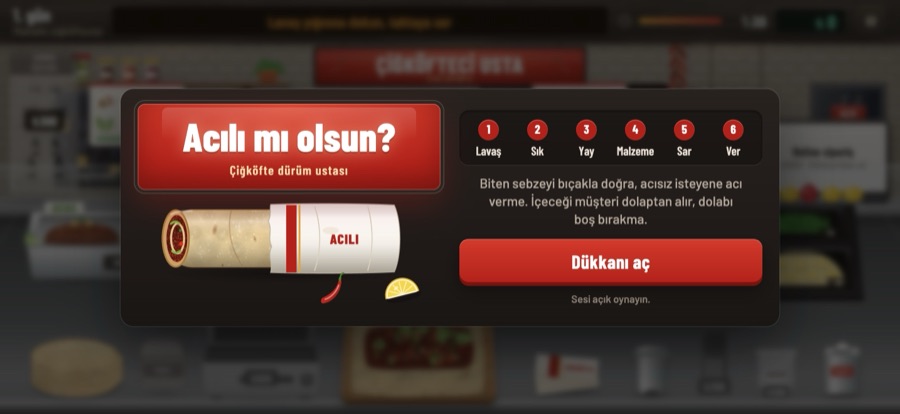 1. gün
ÇİĞKÖFTECİ USTA
Acılı mı olsun?
Çiğköfte dürüm ustası
ACILI
1 2 3 4 5 6
Lavaş Sık Yay Malzeme Sar Ver
Biten sebzeyi bıçakla doğra, acısız isteyene acı
verme. İçeceği müşteri dolaptan alır, dolabı
boş bırakma.
Dükkanı aç
Sesi açık oynayın.